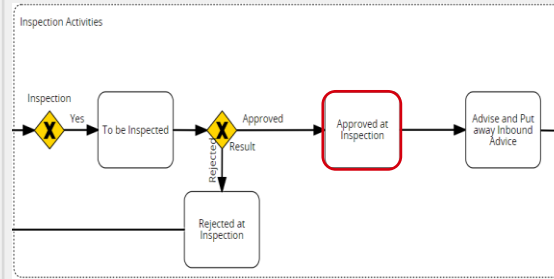 Inspection Activities
Inspection
Yes
To be Inspected
X
X
Approved
Result
Rejected
Approved at
Inspection
Advise and Put
away Inbound
Advice
Rejected at
Inspection